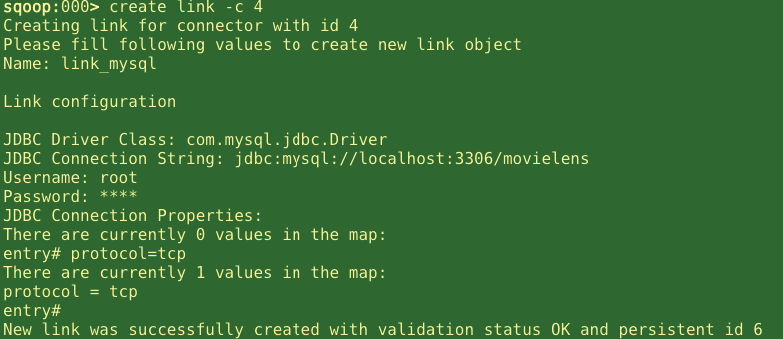 sqoop:000> create link -c 4
Creating link for connector with id 4
Please fill following values to create new link object
Name: link_mysql
Link configuration
JDBC Driver Class: com.mysql.jdbc.Driver
JDBC Connection String: jdbc:mysql://localhost:3306/movielens
Username: root
Password: ****
JDBC Connection Properties:
There are currently 0 values in the map:
entry# protocol=tcp
There are currently 1 values in the map:
protocol = tcp
entry#
New link was successfully created with validation status OK and persistent id 6